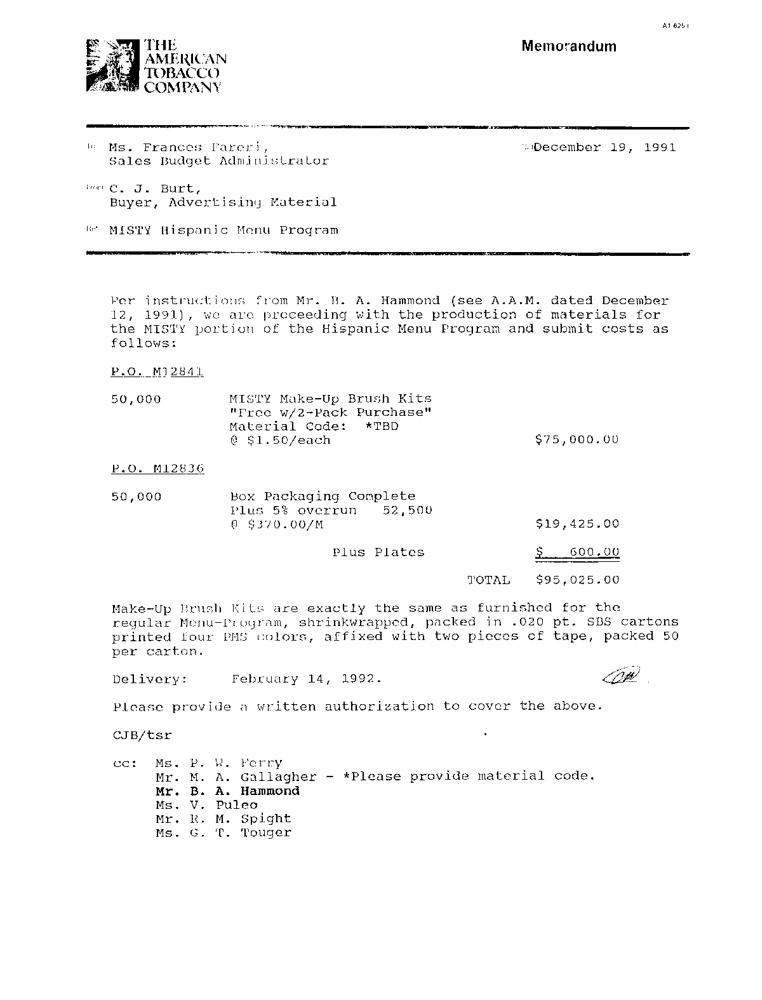 A1 6251
THE
AMERICAN
TOBACCO
COMPANY
Memorandum
To Ms. Frances Fareri,
Sales Budget Administrator
December 19, 1991
From C. J. Burt,
Buyer, Advertising Material
Re: MISTY Hispanic Menu Program
Per instructions from Mr. B. A. Hammond (see A.A.M. dated December
12, 1991), we are proceeding with the production of materials for
the MISTY portion of the Hispanic Menu Program and submit costs as
follows:
P.O. M12841
50,000 MISTY Make-Up Brush Kits
"Free w/2-Pack Purchase"
Material Code: *TBD
@ $1.50/each $75,000.00
P.O. M12836
50,000 Box Packaging Complete
Plus 5% overrun 52,500
@ $370.00/M $19,425.00
Plus Plates $ 600.00
TOTAL $95,025.00
Make-Up Brush Kits are exactly the same as furnished for the
regular Menu-Program, shrinkwrapped, packed in .020 pt. SBS cartons
printed four PMS colors, affixed with two pieces of tape, packed 50
per carton.
Delivery: February 14, 1992.
Please provide a written authorization to cover the above.
CJB/tsr
cc: Ms. P. W. Perry
Mr. M. A. Gallagher - *Please provide material code.
Mr. B. A. Hammond
Ms. V. Puleo
Mr. R. M. Spight
Ms. G. T. Touger